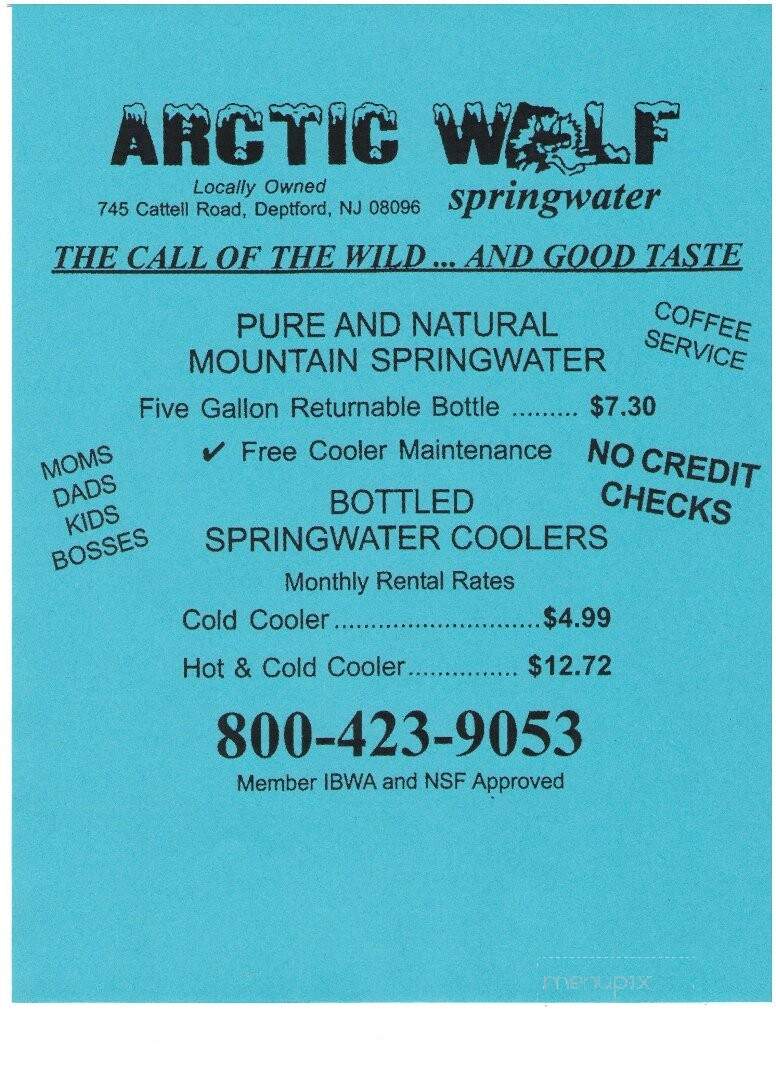 ARCTIC WOLF
Locally Owned
745 Cattell Road, Deptford, NJ 08096
springwater
THE CALL OF THE WILD ... AND GOOD TASTE
PURE AND NATURAL
MOUNTAIN SPRINGWATER
COFFEE
SERVICE
Five Gallon Returnable Bottle ......... $7.30
✔ Free Cooler Maintenance
NO CREDIT
CHECKS
MOMS
DADS
KIDS
BOSSES
BOTTLED
SPRINGWATER COOLERS
Monthly Rental Rates
Cold Cooler............................$4.99
Hot & Cold Cooler............... $12.72
800-423-9053
Member IBWA and NSF Approved
menupix